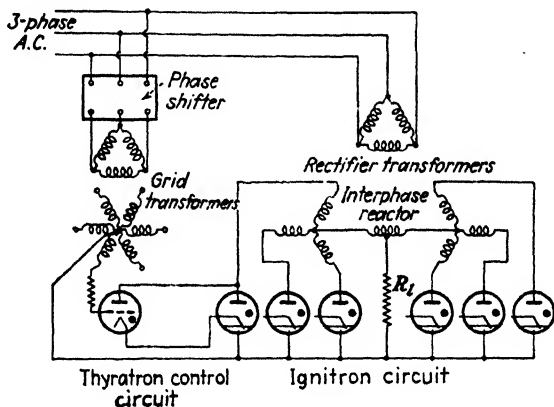 3-phase
A.C.
Phase
shifter
Grid
transformers
Rectifier transformers
Interphase
reactor
R_l
Thyratron control
circuit
Ignitron circuit